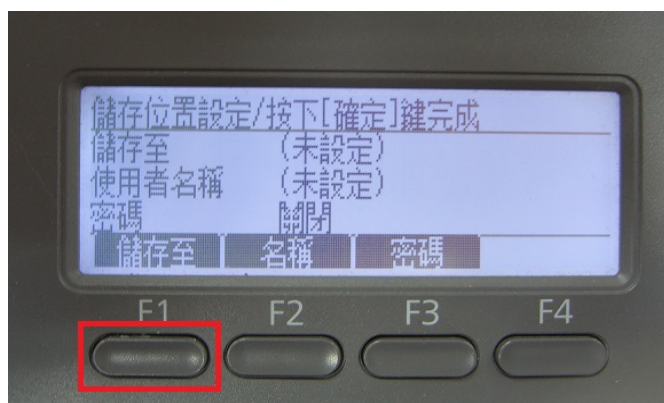 儲存位置設定/按下[確定]鍵完成
儲存至 (未設定)
使用者名稱 (未設定)
密碼 關閉
儲存至 名稱 密碼
F1 F2 F3 F4